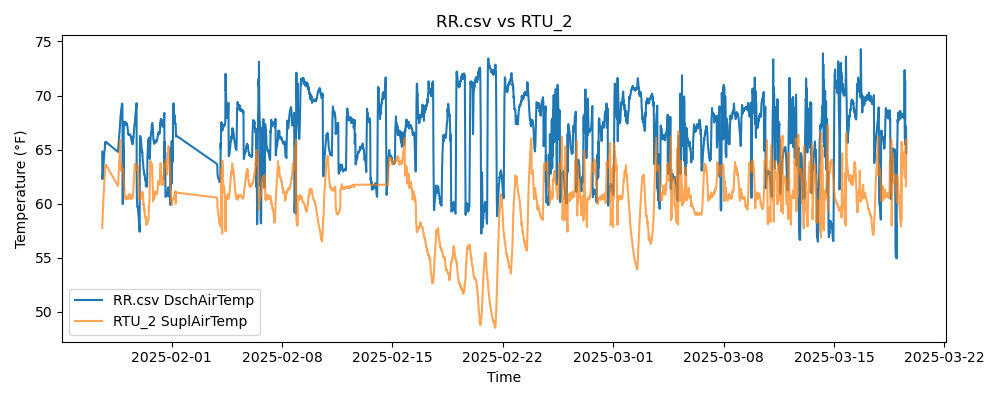 RR.csv vs RTU_2
75
70
65
60
55
50
Temperature (°F)
RR.csv DschAirTemp
RTU_2 SuplAirTemp
2025-02-01 2025-02-08 2025-02-15 2025-02-22 2025-03-01 2025-03-08 2025-03-15 2025-03-22
Time